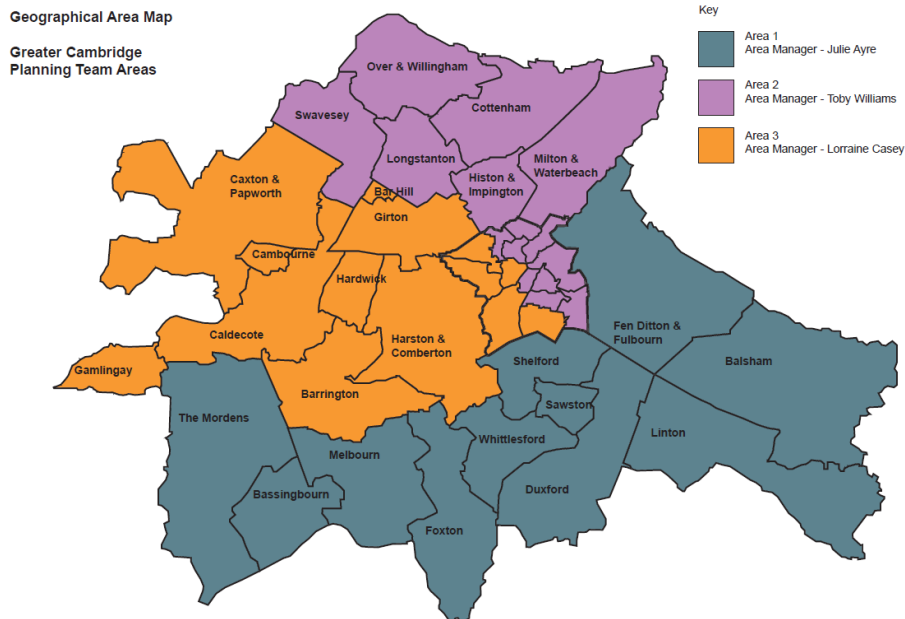 Geographical Area Map
Greater Cambridge
Planning Team Areas
Key
Area 1
Area Manager - Julie Ayre
Area 2
Area Manager - Toby Williams
Area 3
Area Manager - Lorraine Casey
Over & Willingham
Cottenham
Swavesey
Longstanton
Milton &
Waterbeach
Histon &
Impington
Caxton &
Papworth
Bar Hill
Girton
Cambourne
Hardwick
Caldecote
Harston &
Comberton
Fen Ditton &
Fulbourn
Gamlingay
Shelford
Balsham
Barrington
Sawston
The Mordens
Linton
Whittlesford
Melbourn
Bassingbourn
Duxford
Foxton